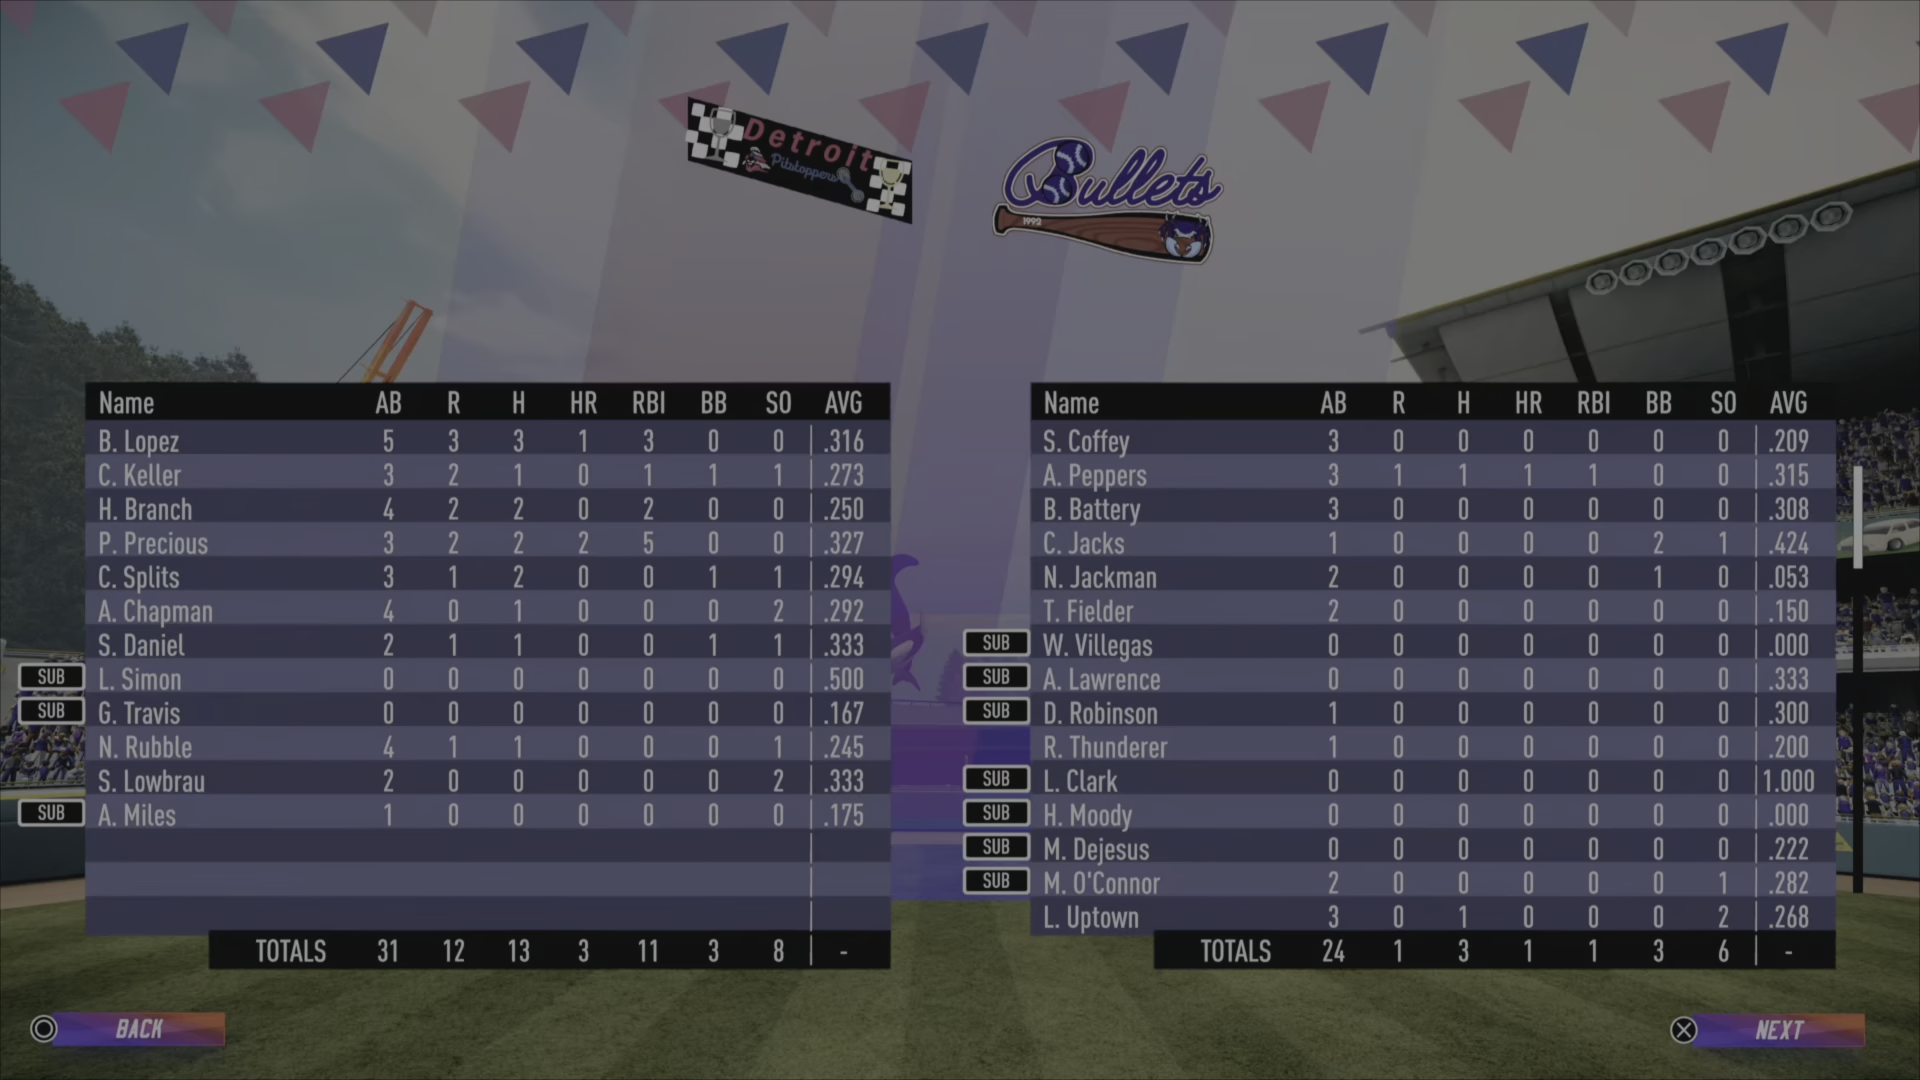 Detroit
Pitstoppers
Bullets
1992
Name AB R H HR RBI BB SO AVG
B. Lopez 5 3 3 1 3 0 0 .316
C. Keller 3 2 1 0 1 1 1 .273
H. Branch 4 2 2 0 2 0 0 .250
P. Precious 3 2 2 2 5 0 0 .327
C. Splits 3 1 2 0 0 1 1 .294
A. Chapman 4 0 1 0 0 0 2 .292
S. Daniel 2 1 1 0 0 1 1 .333
SUB L. Simon 0 0 0 0 0 0 0 .500
SUB G. Travis 0 0 0 0 0 0 0 .167
N. Rubble 4 1 1 0 0 0 1 .245
S. Lowbrau 2 0 0 0 0 0 2 .333
SUB A. Miles 1 0 0 0 0 0 0 .175
TOTALS 31 12 13 3 11 3 8 -
Name AB R H HR RBI BB SO AVG
S. Coffey 3 0 0 0 0 0 0 .209
A. Peppers 3 1 1 1 1 0 0 .315
B. Battery 3 0 0 0 0 0 0 .308
C. Jacks 1 0 0 0 0 2 1 .424
N. Jackman 2 0 0 0 0 1 0 .053
T. Fielder 2 0 0 0 0 0 0 .150
SUB W. Villegas 0 0 0 0 0 0 0 .000
SUB A. Lawrence 0 0 0 0 0 0 0 .333
SUB D. Robinson 1 0 0 0 0 0 0 .300
R. Thunderer 1 0 0 0 0 0 0 .200
SUB L. Clark 0 0 0 0 0 0 0 1.000
SUB H. Moody 0 0 0 0 0 0 0 .000
SUB M. Dejesus 0 0 0 0 0 0 0 .222
SUB M. O'Connor 2 0 0 0 0 0 1 .282
L. Uptown 3 0 1 0 0 0 2 .268
TOTALS 24 1 3 1 1 3 6 -
BACK
NEXT